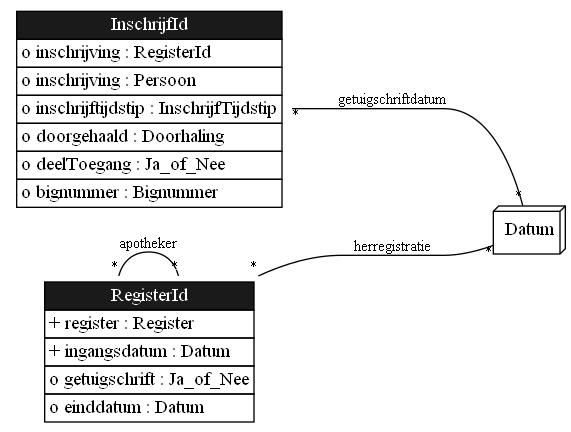 InschrijfId
o inschrijving : RegisterId
o inschrijving : Persoon
o inschrijftijdstip : InschrijfTijdstip
o doorgehaald : Doorhaling
o deelToegang : Ja_of_Nee
o bignummer : Bignummer
getuigschriftdatum
*
*
Datum
apotheker
*
*
*
herregistratie
*
RegisterId
+ register : Register
+ ingangsdatum : Datum
o getuigschrift : Ja_of_Nee
o einddatum : Datum